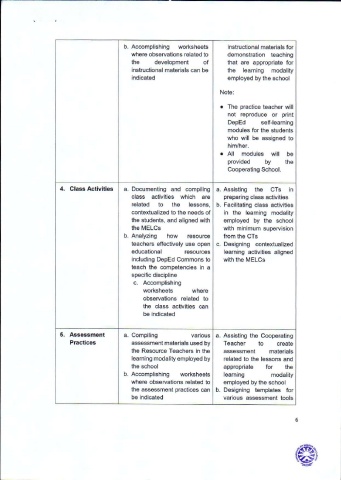 b. Accomplishing worksheets
where observations related to
the development of
instructional materials can be
indicated
instructional materials for
demonstration teaching
that are appropriate for
the learning modality
employed by the school
Note:
• The practice teacher will
not reproduce or print
DepEd self-learning
modules for the students
who will be assigned to
him/her.
• All modules will be
provided by the
Cooperating School.
4. Class Activities
a. Documenting and compiling
class activities which are
related to the lessons,
contextualized to the needs of
the students, and aligned with
the MELCs
b. Analyzing how resource
teachers effectively use open
educational resources
including DepEd Commons to
teach the competencies in a
specific discipline
c. Accomplishing
worksheets where
observations related to
the class activities can
be indicated
a. Assisting the CTs in
preparing class activities
b. Facilitating class activities
in the learning modality
employed by the school
with minimum supervision
from the CTs
c. Designing contextualized
learning activities aligned
with the MELCs
5. Assessment
Practices
a. Compiling various
assessment materials used by
the Resource Teachers in the
learning modality employed by
the school
b. Accomplishing worksheets
where observations related to
the assessment practices can
be indicated
a. Assisting the Cooperating
Teacher to create
assessment materials
related to the lessons and
appropriate for the
learning modality
employed by the school
b. Designing templates for
various assessment tools
6